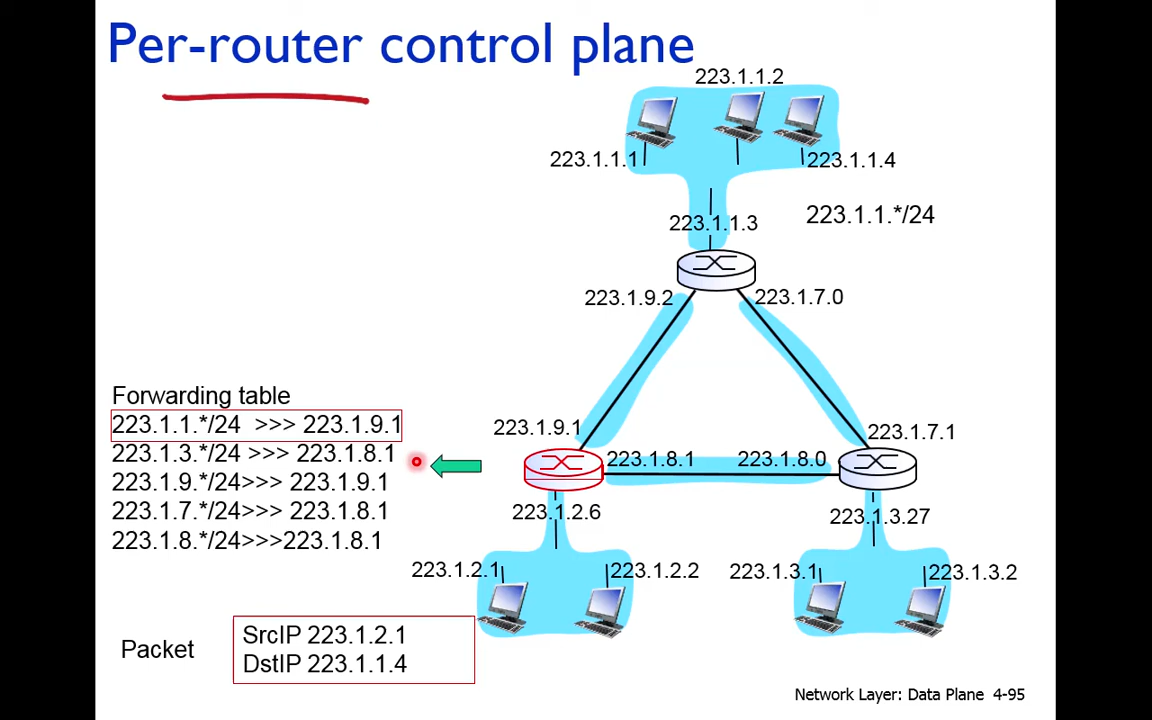 Per-router control plane
223.1.1.2
223.1.1.1
223.1.1.4
223.1.1.3
223.1.1.*/24
223.1.9.2
223.1.7.0
Forwarding table
223.1.1.*/24 >>> 223.1.9.1
223.1.3.*/24 >>> 223.1.8.1
223.1.9.*/24>>> 223.1.9.1
223.1.7.*/24>>> 223.1.8.1
223.1.8.*/24>>>223.1.8.1
223.1.9.1
223.1.7.1
223.1.8.1
223.1.8.0
223.1.2.6
223.1.3.27
223.1.2.1
223.1.2.2
223.1.3.1
223.1.3.2
Packet
SrcIP 223.1.2.1
DstIP 223.1.1.4
Network Layer: Data Plane 4-95